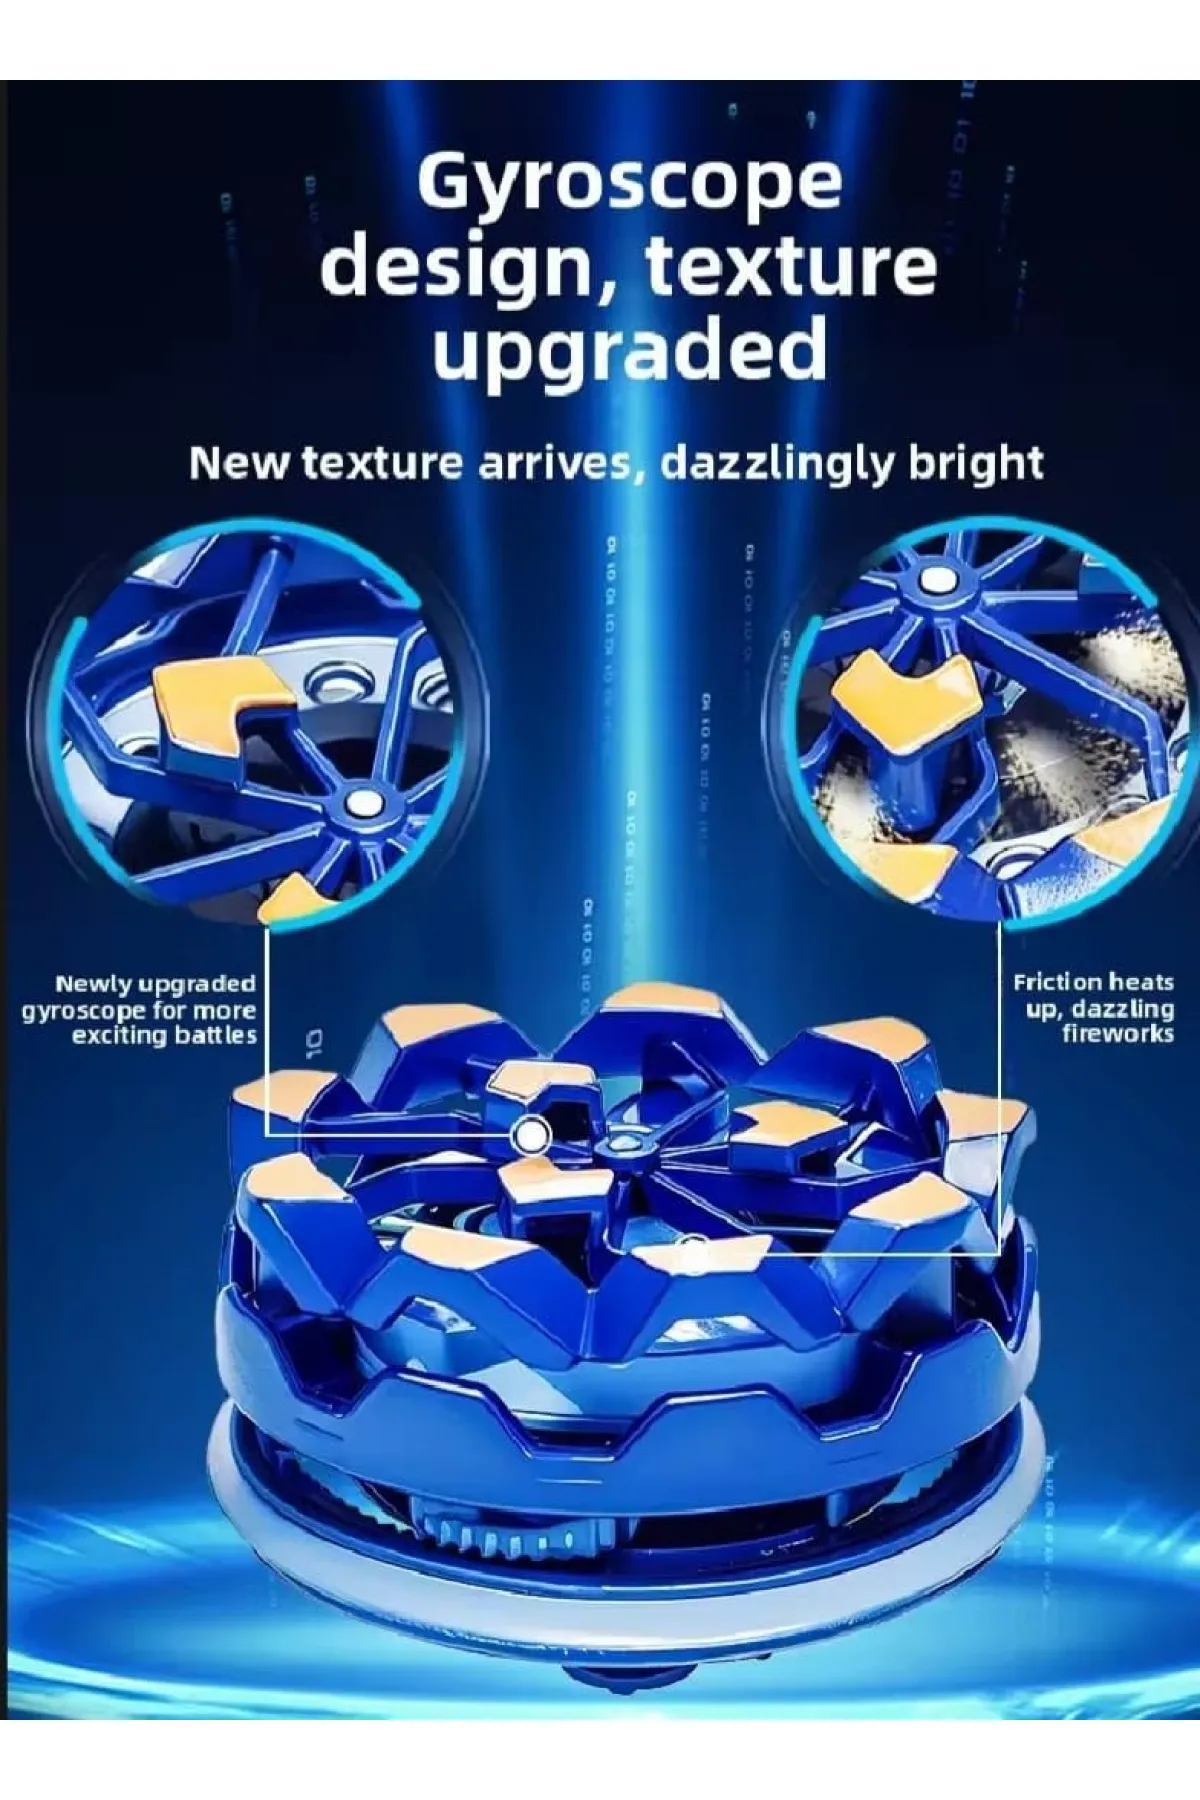 Gyroscope
design, texture
upgraded
New texture arrives, dazzlingly bright
Newly upgraded
gyroscope for more
exciting battles
Friction heats
up, dazzling
fireworks